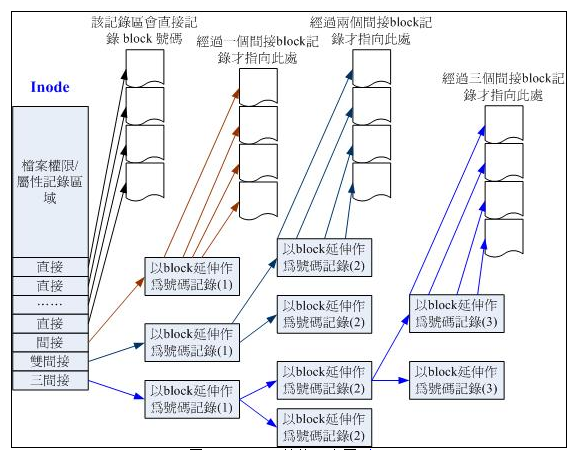 該記錄區會直接記
錄 block 號碼
經過一個間接block記
錄才指向此處
經過兩個間接block記
錄才指向此處
經過三個間接block記
錄才指向此處
Inode
檔案權限/
屬性記錄區
域
直接
直接
……
直接
間接
雙間接
三間接
以block延伸作
爲號碼記錄(1)
以block延伸作
爲號碼記錄(1)
以block延伸作
爲號碼記錄(1)
以block延伸作
爲號碼記錄(2)
以block延伸作
爲號碼記錄(2)
以block延伸作
爲號碼記錄(2)
以block延伸作
爲號碼記錄(2)
以block延伸作
爲號碼記錄(3)
以block延伸作
爲號碼記錄(3)